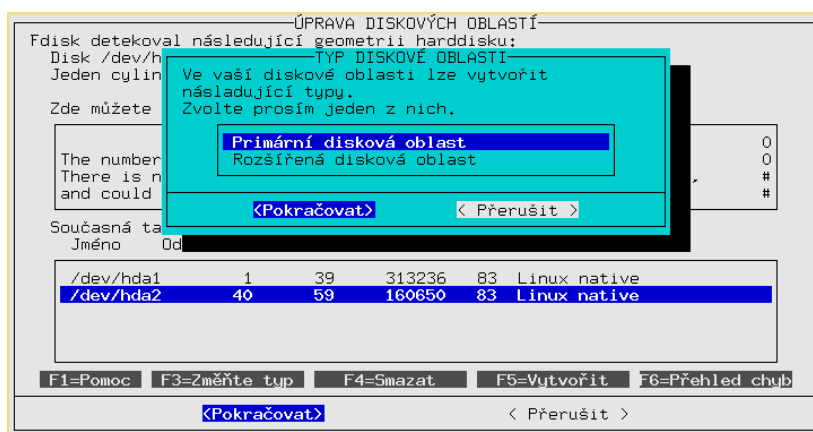 ÚPRAVA DISKOVÝCH OBLASTÍ
Fdisk detekoval následující geometrii harddisku:
Disk /dev/h
Jeden cylin
Zde můžete
TYP DISKOVÉ OBLASTI
Ve vaší diskové oblasti lze vytvořit
násladující typy.
Zvolte prosím jeden z nich.
Primární disková oblast
Rozšířená disková oblast
<Pokračovat> < Přerušit >
0
The number 0
There is n , #
and could #
Současná ta
Jméno Od
/dev/hda1 1 39 313236 83 Linux native
/dev/hda2 40 59 160650 83 Linux native
F1=Pomoc F3=Změňte typ F4=Smazat F5=Vytvořit F6=Přehled chyb
<Pokračovat> < Přerušit >